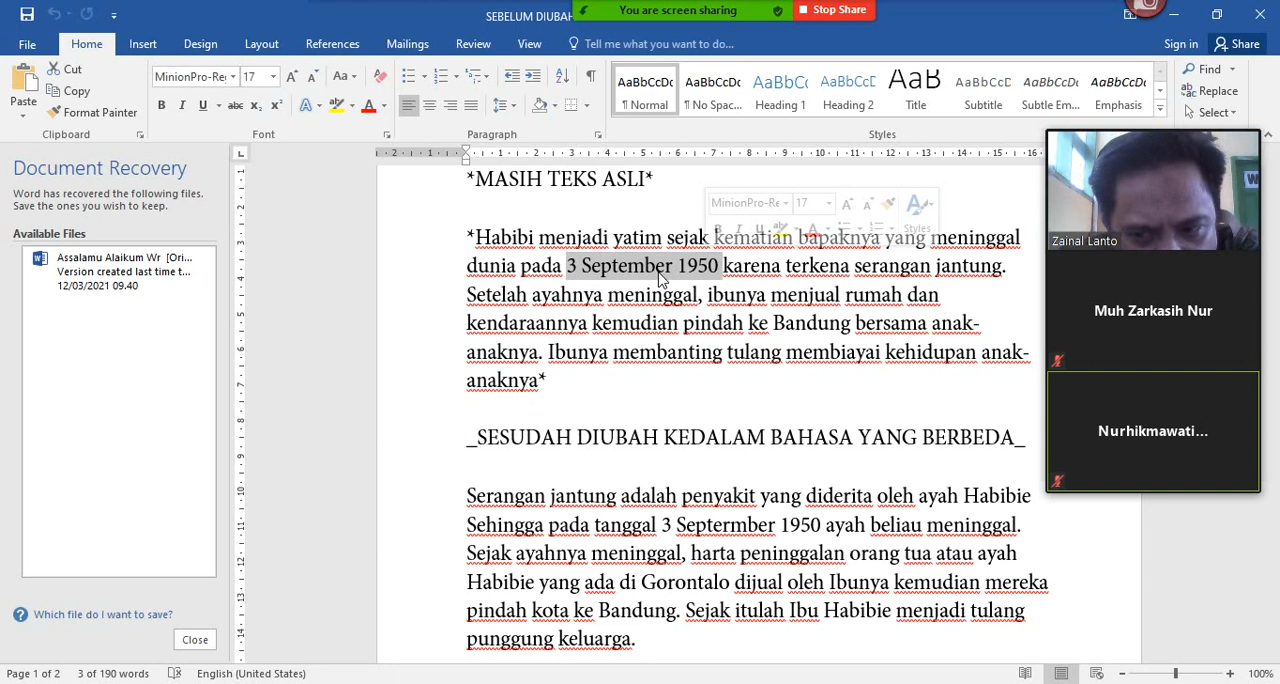 SEBELUM DIUBAH
You are screen sharing
Stop Share
File
Home
Insert
Design
Layout
References
Mailings
Review
View
Tell me what you want to do...
Sign in
Share
Paste
Cut
Copy
Format Painter
Clipboard
MinionPro-Re
17
Font
Paragraph
AaBbCcDc
¶ Normal
AaBbCcDc
¶ No Spac...
AaBbCc
Heading 1
AaBbCcC
Heading 2
AaB
Title
AaBbCcD
Subtitle
AaBbCcDc
Subtle Em...
AaBbCcDc
Emphasis
Styles
Find
Replace
Select
Document Recovery
Word has recovered the following files.
Save the ones you wish to keep.
Available Files
Assalamu Alaikum Wr [Ori...
Version created last time t...
12/03/2021 09.40
Which file do I want to save?
Close
*MASIH TEKS ASLI*
MinionPro-Re
17
Styles
*Habibi menjadi yatim sejak kematian bapaknya yang meninggal
dunia pada 3 September 1950 karena terkena serangan jantung.
Setelah ayahnya meninggal, ibunya menjual rumah dan
kendaraannya kemudian pindah ke Bandung bersama anak-
anaknya. Ibunya membanting tulang membiayai kehidupan anak-
anaknya*
_SESUDAH DIUBAH KEDALAM BAHASA YANG BERBEDA_
Serangan jantung adalah penyakit yang diderita oleh ayah Habibie
Sehingga pada tanggal 3 Septermber 1950 ayah beliau meninggal.
Sejak ayahnya meninggal, harta peninggalan orang tua atau ayah
Habibie yang ada di Gorontalo dijual oleh Ibunya kemudian mereka
pindah kota ke Bandung. Sejak itulah Ibu Habibie menjadi tulang
punggung keluarga.
Zainal Lanto
Muh Zarkasih Nur
Nurhikmawati...
Page 1 of 2
3 of 190 words
English (United States)
100%